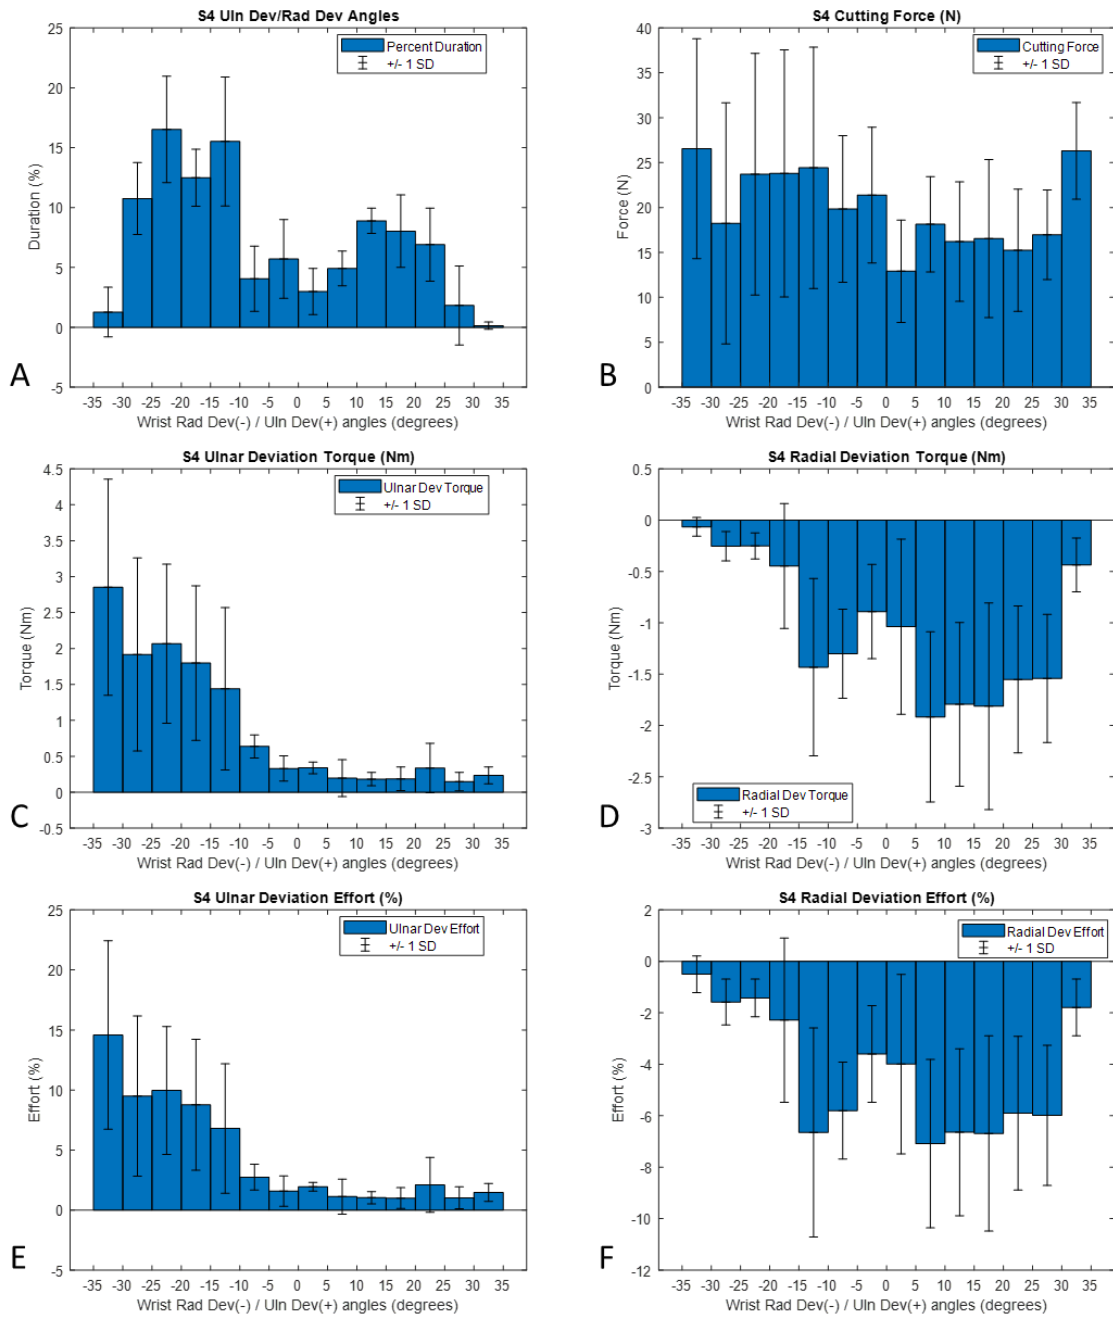 S4 Uln Dev/Rad Dev Angles
25
20
15
10
5
0
-5
Duration (%)
Percent Duration
+/- 1 SD
-35 -30 -25 -20 -15 -10 -5 0 5 10 15 20 25 30 35
Wrist Rad Dev(-) / Uln Dev(+) angles (degrees)
A
S4 Cutting Force (N)
40
35
30
25
20
15
10
5
0
Force (N)
Cutting Force
+/- 1 SD
-35 -30 -25 -20 -15 -10 -5 0 5 10 15 20 25 30 35
Wrist Rad Dev(-) / Uln Dev(+) angles (degrees)
B
S4 Ulnar Deviation Torque (Nm)
4.5
4
3.5
3
2.5
2
1.5
1
0.5
0
-0.5
Torque (Nm)
Ulnar Dev Torque
+/- 1 SD
-35 -30 -25 -20 -15 -10 -5 0 5 10 15 20 25 30 35
Wrist Rad Dev(-) / Uln Dev(+) angles (degrees)
C
S4 Radial Deviation Torque (Nm)
0.5
0
-0.5
-1
-1.5
-2
-2.5
-3
Torque (Nm)
Radial Dev Torque
+/- 1 SD
-35 -30 -25 -20 -15 -10 -5 0 5 10 15 20 25 30 35
Wrist Rad Dev(-) / Uln Dev(+) angles (degrees)
D
S4 Ulnar Deviation Effort (%)
25
20
15
10
5
0
-5
Effort (%)
Ulnar Dev Effort
+/- 1 SD
-35 -30 -25 -20 -15 -10 -5 0 5 10 15 20 25 30 35
Wrist Rad Dev(-) / Uln Dev(+) angles (degrees)
E
S4 Radial Deviation Effort (%)
2
0
-2
-4
-6
-8
-10
-12
Effort (%)
Radial Dev Effort
+/- 1 SD
-35 -30 -25 -20 -15 -10 -5 0 5 10 15 20 25 30 35
Wrist Rad Dev(-) / Uln Dev(+) angles (degrees)
F